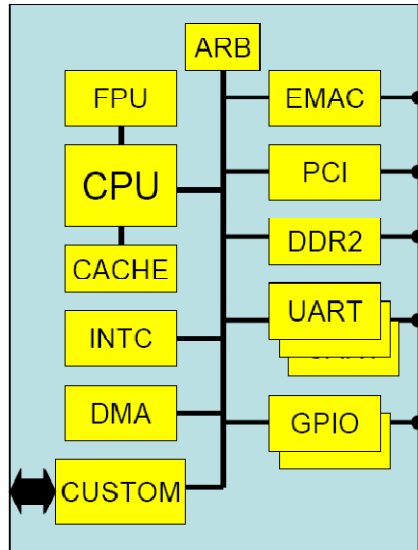 ARB
FPU
EMAC
CPU
PCI
CACHE
DDR2
INTC
UART
DMA
GPIO
CUSTOM